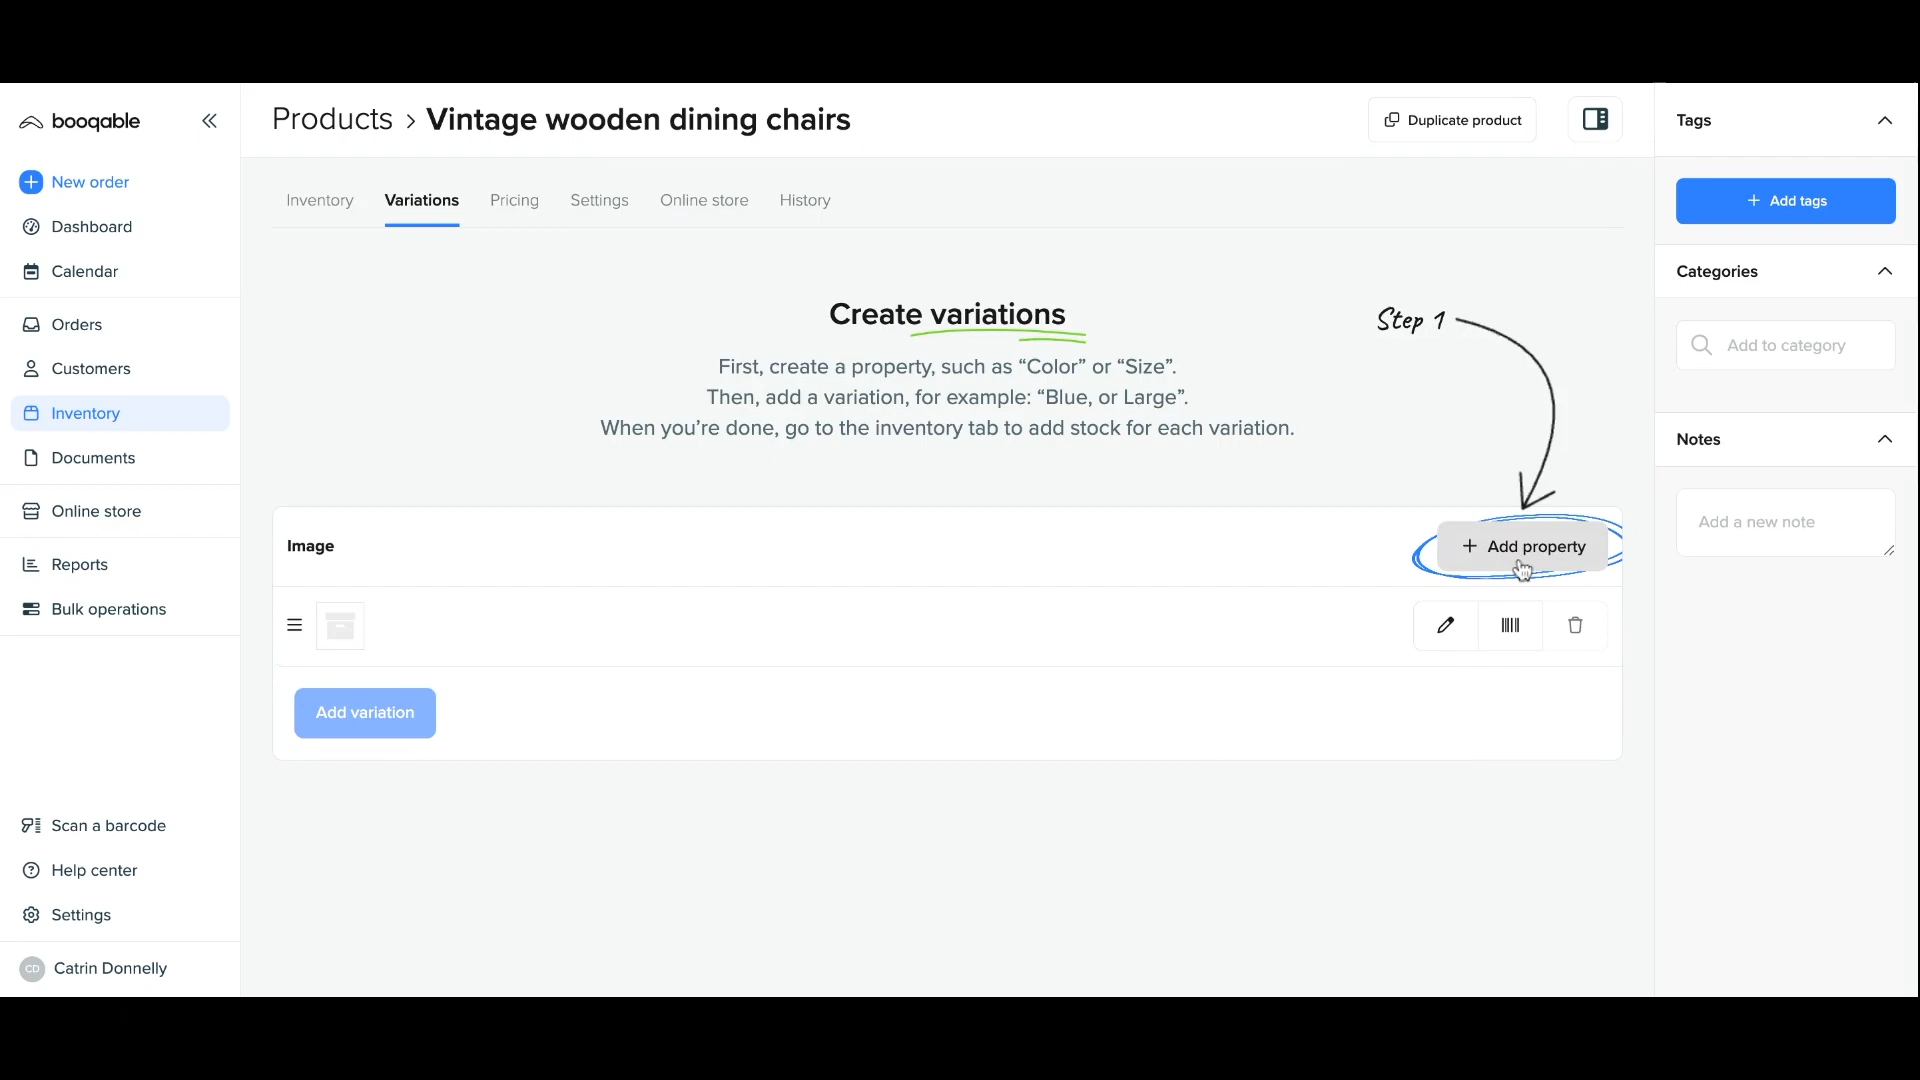 booqable
New order
Dashboard
Calendar
Orders
Customers
Inventory
Documents
Online store
Reports
Bulk operations
Scan a barcode
Help center
Settings
CD Catrin Donnelly
Products › Vintage wooden dining chairs
Duplicate product
Inventory Variations Pricing Settings Online store History
Create variations
First, create a property, such as “Color” or “Size”.
Then, add a variation, for example: “Blue, or Large”.
When you’re done, go to the inventory tab to add stock for each variation.
Step 1
Image
+ Add property
Add variation
Tags
+ Add tags
Categories
Add to category
Notes
Add a new note